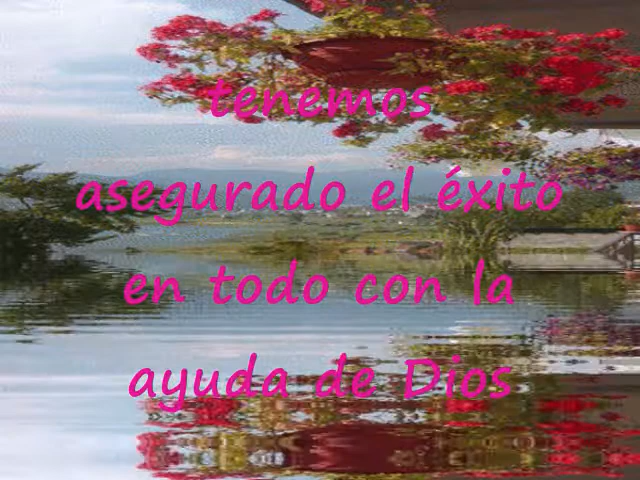 tenemos
asegurado el éxito
en todo con la
ayuda de Dios